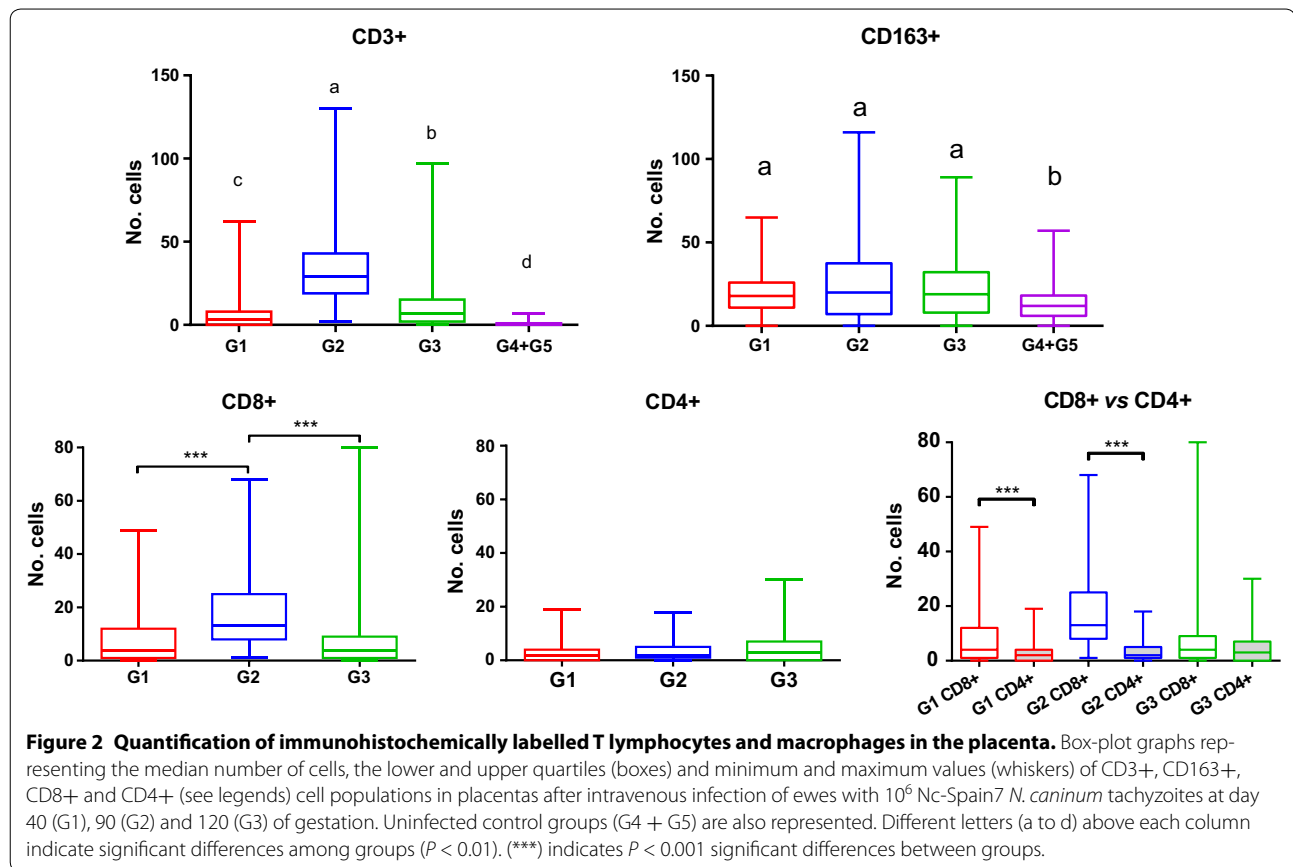 CD3+
150
100
50
0
No. cells
c
a
b
d
G1
G2
G3
G4+G5
CD163+
150
100
50
0
No. cells
a
a
a
b
G1
G2
G3
G4+G5
CD8+
80
60
40
20
0
No. cells
***
***
G1
G2
G3
CD4+
80
60
40
20
0
No. cells
G1
G2
G3
CD8+ vs CD4+
80
60
40
20
0
No. cells
***
***
G1 CD8+
G1 CD4+
G2 CD8+
G2 CD4+
G3 CD8+
G3 CD4+
Figure 2 Quantification of immunohistochemically labelled T lymphocytes and macrophages in the placenta. Box-plot graphs rep-
resenting the median number of cells, the lower and upper quartiles (boxes) and minimum and maximum values (whiskers) of CD3+, CD163+,
CD8+ and CD4+ (see legends) cell populations in placentas after intravenous infection of ewes with 10⁶ Nc-Spain7 N. caninum tachyzoites at day
40 (G1), 90 (G2) and 120 (G3) of gestation. Uninfected control groups (G4 + G5) are also represented. Different letters (a to d) above each column
indicate significant differences among groups (P < 0.01). (***) indicates P < 0.001 significant differences between groups.